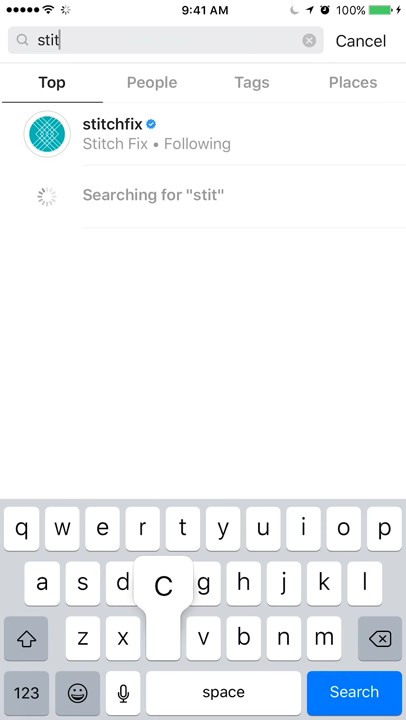 9:41 AM 100%
stit Cancel
Top People Tags Places
stitchfix
Stitch Fix • Following
Searching for "stit"
q w e r t y u i o p
a s d C g h j k l
z x v b n m
123 space Search